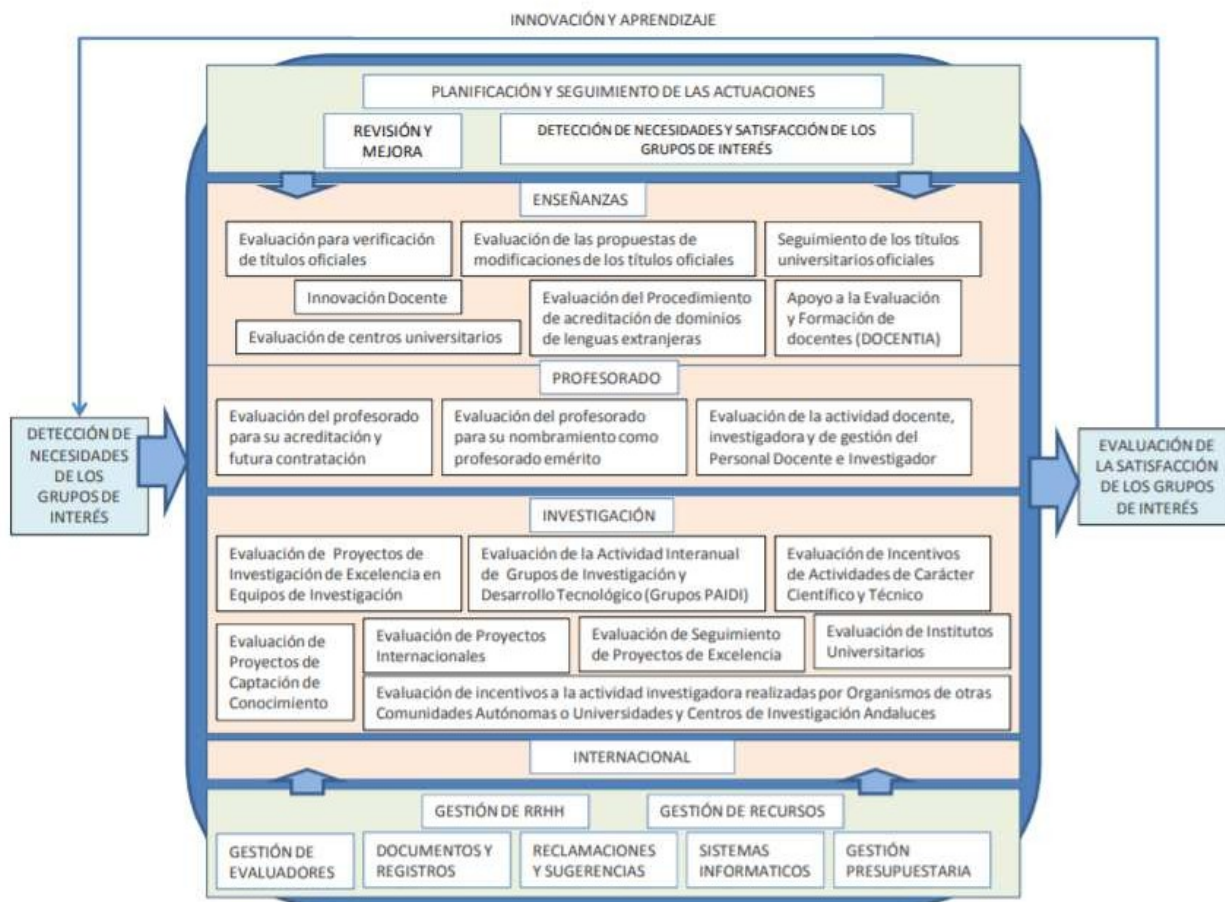 INNOVACIÓN Y APRENDIZAJE
PLANIFICACIÓN Y SEGUIMIENTO DE LAS ACTUACIONES
REVISIÓN Y
MEJORA
DETECCIÓN DE NECESIDADES Y SATISFACCIÓN DE LOS
GRUPOS DE INTERÉS
ENSEÑANZAS
Evaluación para verificación
de títulos oficiales
Evaluación de las propuestas de
modificaciones de los títulos oficiales
Seguimiento de los títulos
universitarios oficiales
Innovación Docente
Evaluación de centros universitarios
Evaluación del Procedimiento
de acreditación de dominios
de lenguas extranjeras
Apoyo a la Evaluación
y Formación de
docentes (DOCENTIA)
PROFESORADO
Evaluación del profesorado
para su acreditación y
futura contratación
Evaluación del profesorado
para su nombramiento como
profesorado emérito
Evaluación de la actividad docente,
investigadora y de gestión del
Personal Docente e Investigador
DETECCIÓN DE
NECESIDADES
DE LOS
GRUPOS DE
INTERÉS
EVALUACIÓN DE
LA SATISFACCIÓN
DE LOS GRUPOS
DE INTERÉS
INVESTIGACIÓN
Evaluación de Proyectos de
Investigación de Excelencia en
Equipos de Investigación
Evaluación de la Actividad Interanual
de Grupos de Investigación y
Desarrollo Tecnológico (Grupos PAIDI)
Evaluación de Incentivos
de Actividades de Carácter
Científico y Técnico
Evaluación de
Proyectos de
Captación de
Conocimiento
Evaluación de Proyectos
Internacionales
Evaluación de Seguimiento
de Proyectos de Excelencia
Evaluación de Institutos
Universitarios
Evaluación de incentivos a la actividad investigadora realizadas por Organismos de otras
Comunidades Autónomas o Universidades y Centros de Investigación Andaluces
INTERNACIONAL
GESTIÓN DE RRHH
GESTIÓN DE RECURSOS
GESTIÓN DE
EVALUADORES
DOCUMENTOS Y
REGISTROS
RECLAMACIONES
Y SUGERENCIAS
SISTEMAS
INFORMATICOS
GESTIÓN
PRESUPUESTARIA